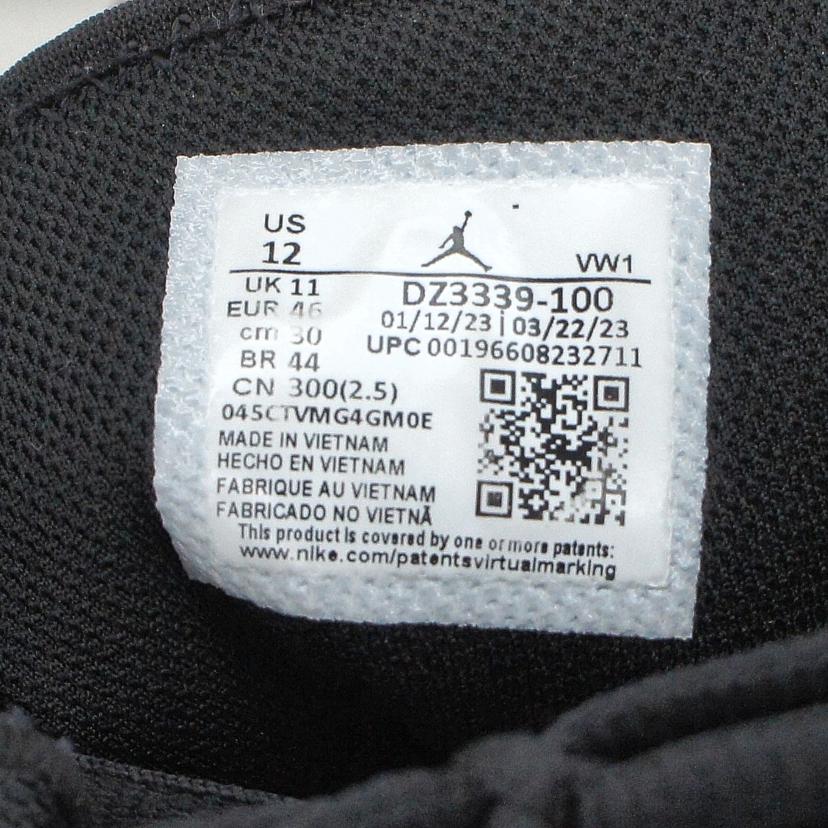 US
12
VW1
UK 11
EUR 46
cm 30
BR 44
CN 300(2.5)
DZ3339-100
01/12/23 | 03/22/23
UPC 00196608232711
045CTVMG4GM0E
MADE IN VIETNAM
HECHO EN VIETNAM
FABRIQUE AU VIETNAM
FABRICADO NO VIETNÃ
This product is covered by one or more patents:
www.nike.com/patentsvirtualmarking